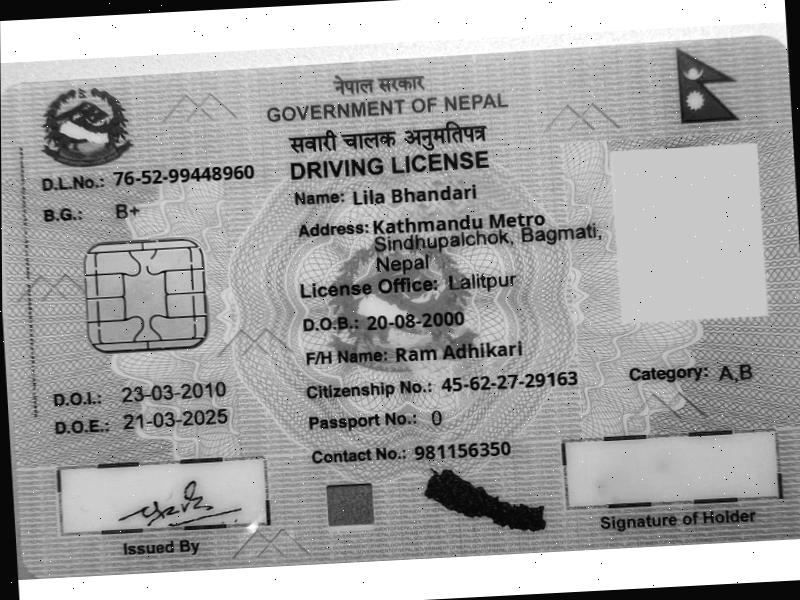 नेपाल सरकार
GOVERNMENT OF NEPAL
सवारी चालक अनुमतिपत्र
DRIVING LICENSE
D.L.No.: 76-52-99448960
B.G.: B+
Name: Lila Bhandari
Address: Kathmandu Metro
Sindhupalchok, Bagmati,
Nepal
License Office: Lalitpur
D.O.B.: 20-08-2000
F/H Name: Ram Adhikari
Citizenship No.: 45-62-27-29163
Category: A,B
D.O.I.: 23-03-2010
D.O.E.: 21-03-2025
Passport No.: 0
Contact No.: 981156350
Issued By
Signature of Holder